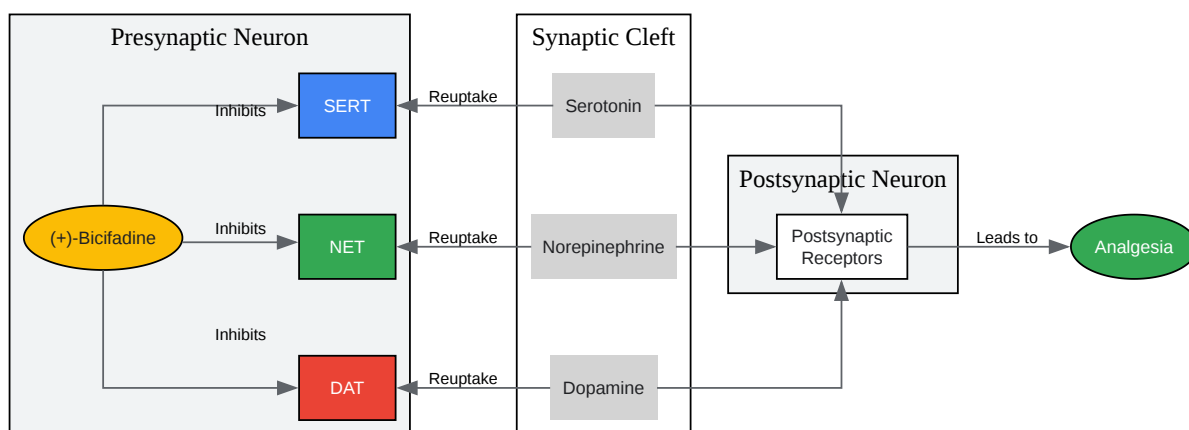 Presynaptic Neuron
Synaptic Cleft
Inhibits
SERT
Reuptake
Serotonin
Postsynaptic Neuron
(+)-Bicifadine
Inhibits
NET
Reuptake
Norepinephrine
Postsynaptic
Receptors
Leads to
Analgesia
Inhibits
DAT
Reuptake
Dopamine